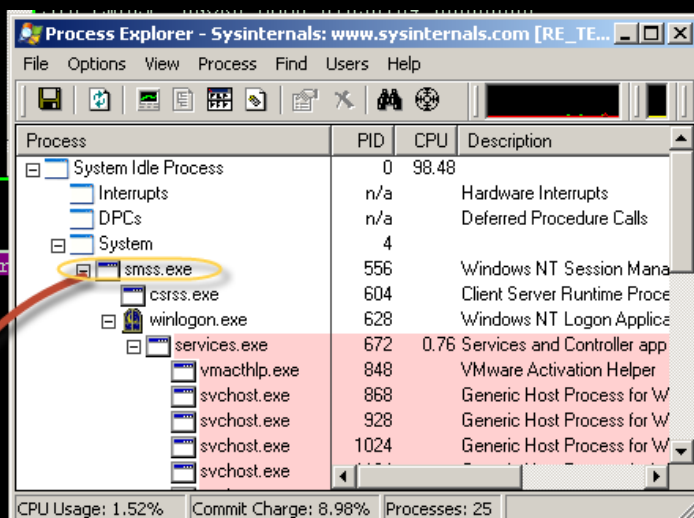 Process Explorer - Sysinternals: www.sysinternals.com [RE_TE...
File Options View Process Find Users Help
Process PID CPU Description
System Idle Process 0 98.48
Interrupts n/a Hardware Interrupts
DPCs n/a Deferred Procedure Calls
System 4
smss.exe 556 Windows NT Session Mana
csrss.exe 604 Client Server Runtime Proce
winlogon.exe 628 Windows NT Logon Applica
services.exe 672 0.76 Services and Controller app
vmacthlp.exe 848 VMware Activation Helper
svchost.exe 868 Generic Host Process for W
svchost.exe 928 Generic Host Process for W
svchost.exe 1024 Generic Host Process for W
svchost.exe
CPU Usage: 1.52% Commit Charge: 8.98% Processes: 25